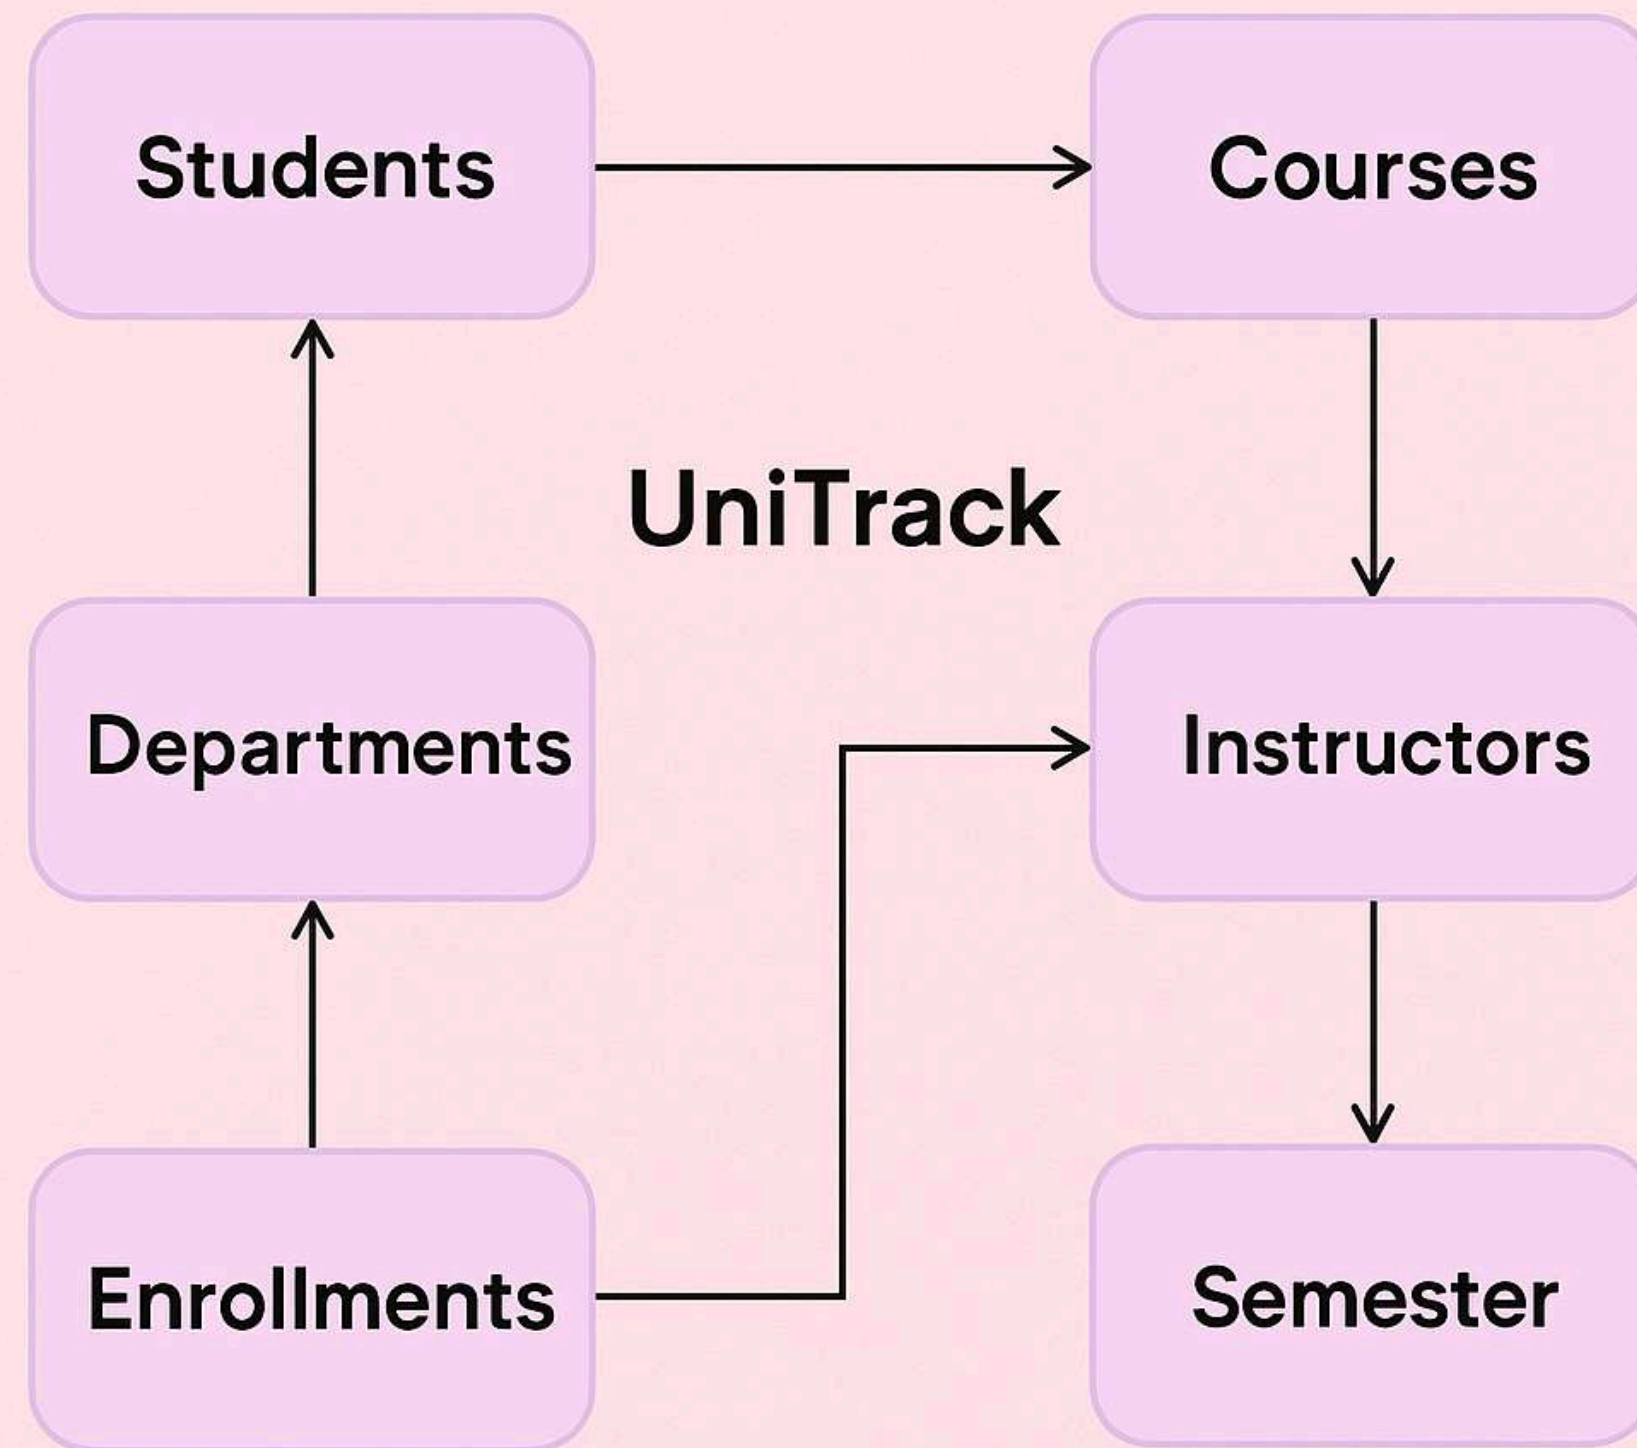 Students
Courses
UniTrack
Departments
Instructors
Enrollments
Semester